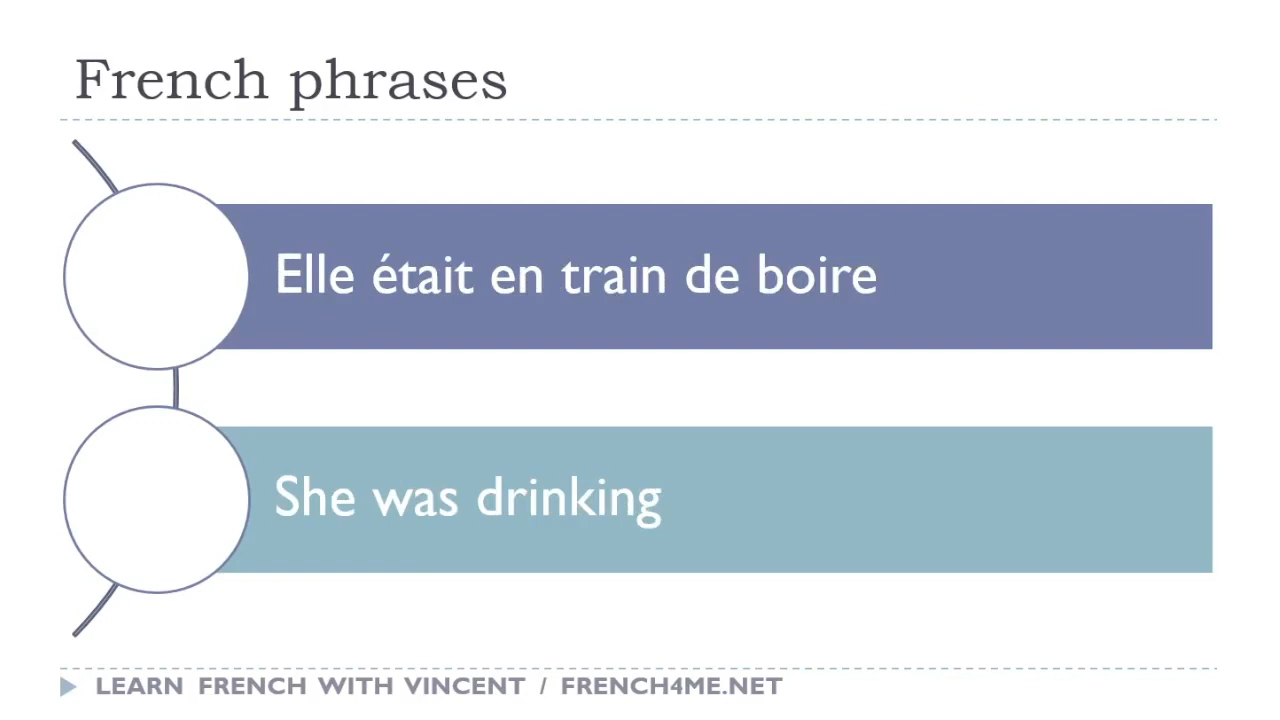 French phrases
Elle était en train de boire
She was drinking
LEARN FRENCH WITH VINCENT / FRENCH4ME.NET